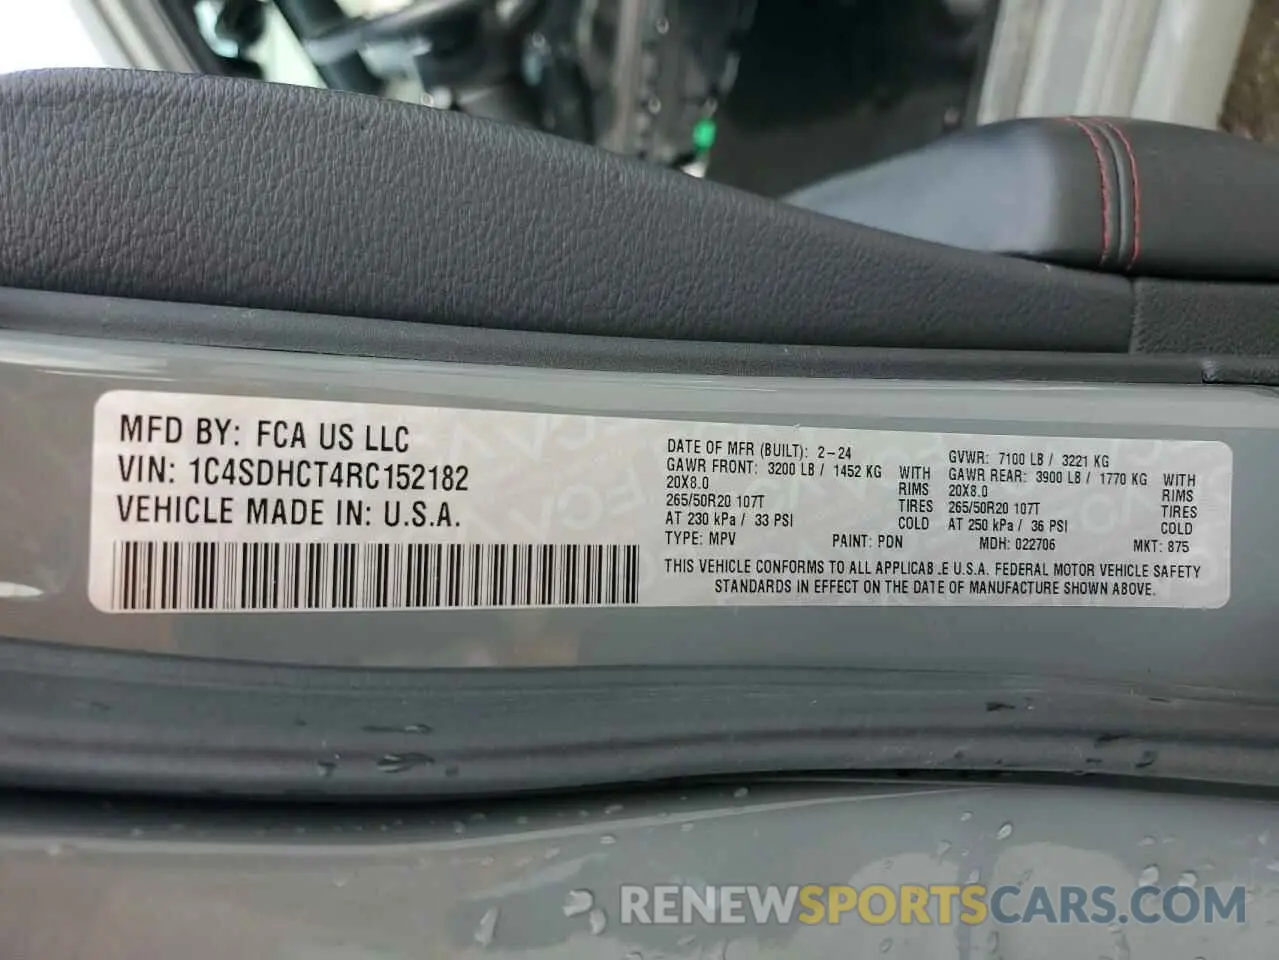 MFD BY: FCA US LLC
VIN: 1C4SDHCT4RC152182
VEHICLE MADE IN: U.S.A.
DATE OF MFR (BUILT): 2-24
GAWR FRONT: 3200 LB / 1452 KG WITH
20X8.0 RIMS
265/50R20 107T TIRES
AT 230 kPa / 33 PSI COLD
TYPE: MPV PAINT: PDN
GVWR: 7100 LB / 3221 KG
GAWR REAR: 3900 LB / 1770 KG WITH
20X8.0 RIMS
265/50R20 107T TIRES
AT 250 kPa / 36 PSI COLD
MDH: 022706 MKT: 875
THIS VEHICLE CONFORMS TO ALL APPLICAB.E U.S.A. FEDERAL MOTOR VEHICLE SAFETY
STANDARDS IN EFFECT ON THE DATE OF MANUFACTURE SHOWN ABOVE.
RENEWSPORTSCARS.COM